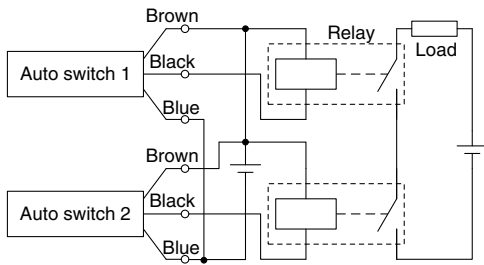 Brown
Relay
Load
Auto switch 1
Black
Blue
Brown
Auto switch 2
Black
Blue